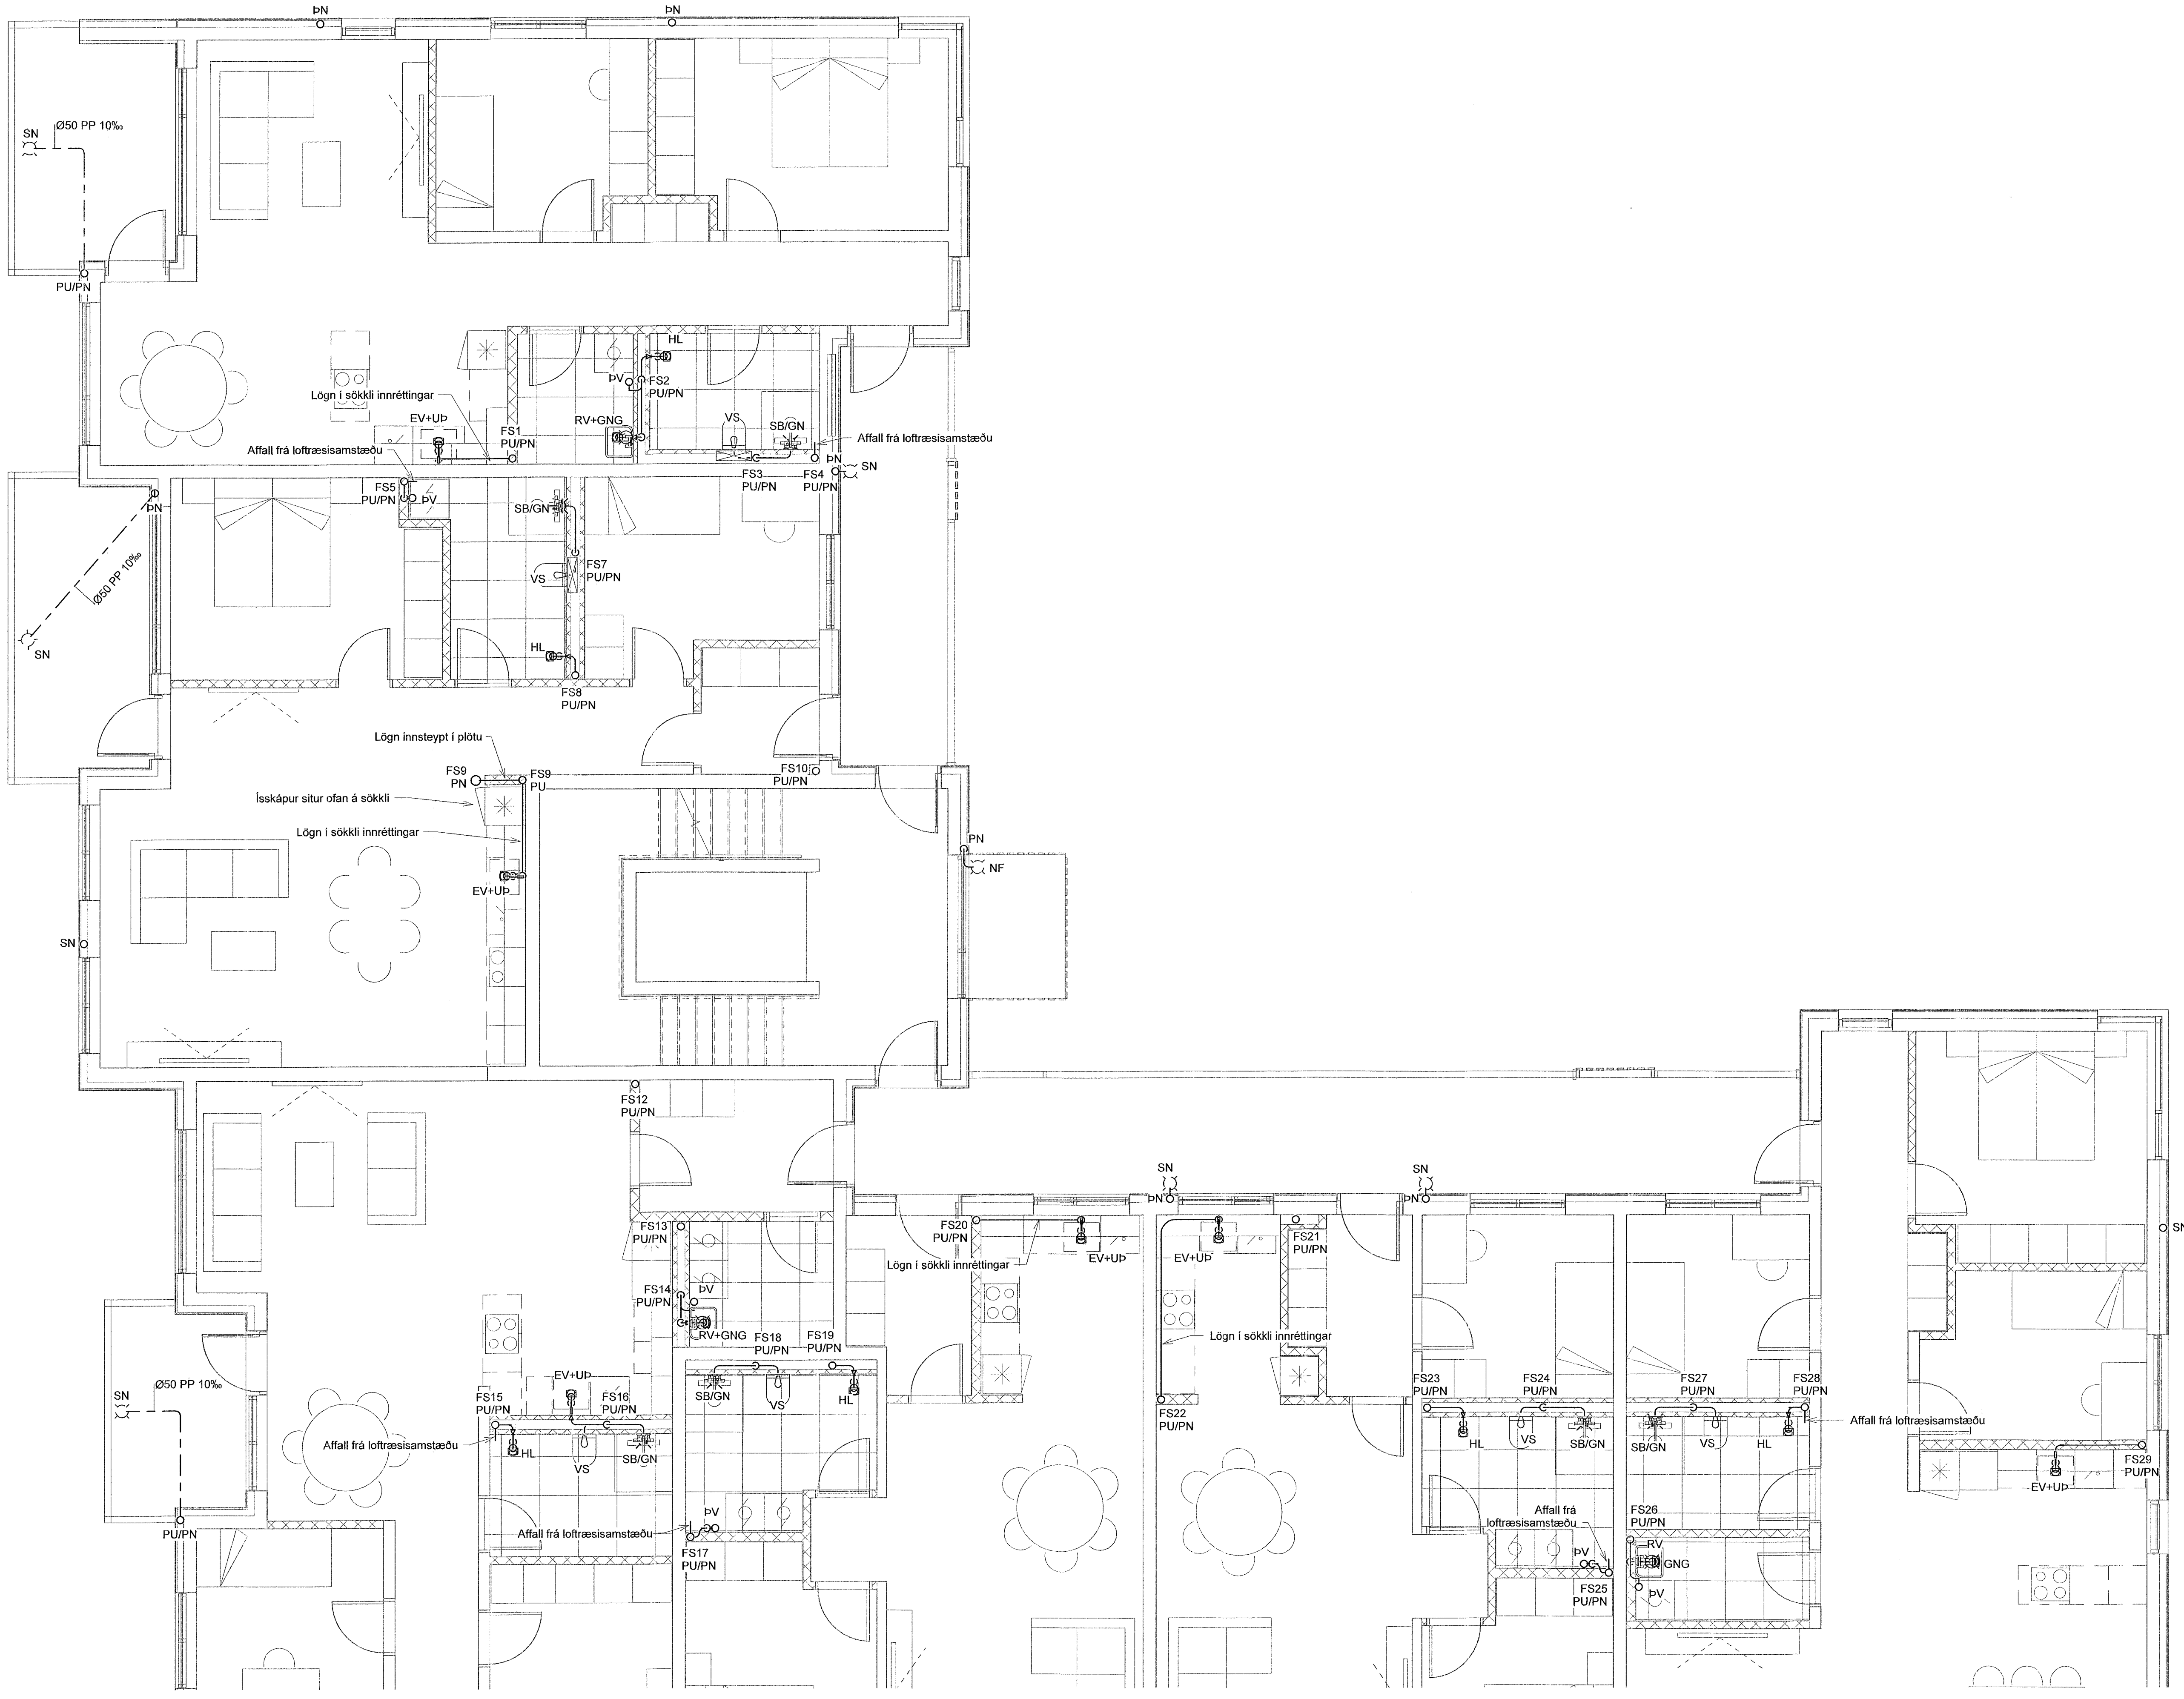 ÞN
ÞN
SN
Ø50 PP 10‰
PU/PN
HL
ÞV
FS2
PU/PN
Lögn í sökkli innréttingar
EV+UÞ
FS1
PU/PN
RV+GNG
VS
SB/GN
Affall frá loftræsisamstæðu
Affall frá loftræsisamstæðu
ÞN
SN
FS3
PU/PN
FS4
PU/PN
FS5
PU/PN
ÞV
ÞN
SB/GN
Ø50 PP 10‰
FS7
PU/PN
VS
SN
HL
FS8
PU/PN
Lögn innsteypt í plötu
FS9
PN
FS9
PU
FS10
PU/PN
Ísskápur situr ofan á sökkli
Lögn í sökkli innréttingar
EV+UÞ
PN
NF
SN
FS12
PU/PN
SN
ÞN
SN
ÞN
SN
FS13
PU/PN
FS20
PU/PN
EV+UÞ
Lögn í sökkli innréttingar
EV+UÞ
FS21
PU/PN
FS14
PU/PN
ÞV
RV+GNG
FS18
PU/PN
FS19
PU/PN
Lögn í sökkli innréttingar
SN
Ø50 PP 10‰
EV+UÞ
FS15
PU/PN
FS16
PU/PN
SB/GN
VS
HL
FS22
PU/PN
FS23
PU/PN
FS24
PU/PN
FS27
PU/PN
FS28
PU/PN
Affall frá loftræsisamstæðu
Affall frá loftræsisamstæðu
HL
VS
SB/GN
HL
VS
SB/GN
SB/GN
VS
HL
FS29
PU/PN
EV+UÞ
PU/PN
Affall frá loftræsisamstæðu
ÞV
FS17
PU/PN
Affall frá
loftræsisamstæðu
ÞV
FS25
PU/PN
FS26
PU/PN
RV
GNG
ÞV